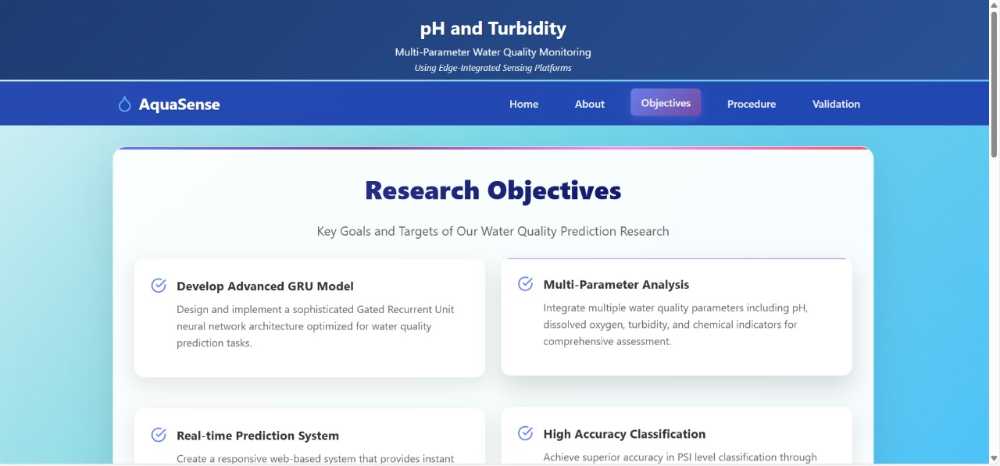 pH and Turbidity
Multi-Parameter Water Quality Monitoring
Using Edge-Integrated Sensing Platforms
AquaSense
Home
About
Objectives
Procedure
Validation
Research Objectives
Key Goals and Targets of Our Water Quality Prediction Research
Develop Advanced GRU Model
Design and implement a sophisticated Gated Recurrent Unit
neural network architecture optimized for water quality
prediction tasks.
Multi-Parameter Analysis
Integrate multiple water quality parameters including pH,
dissolved oxygen, turbidity, and chemical indicators for
comprehensive assessment.
Real-time Prediction System
Create a responsive web-based system that provides instant
High Accuracy Classification
Achieve superior accuracy in PSI level classification through